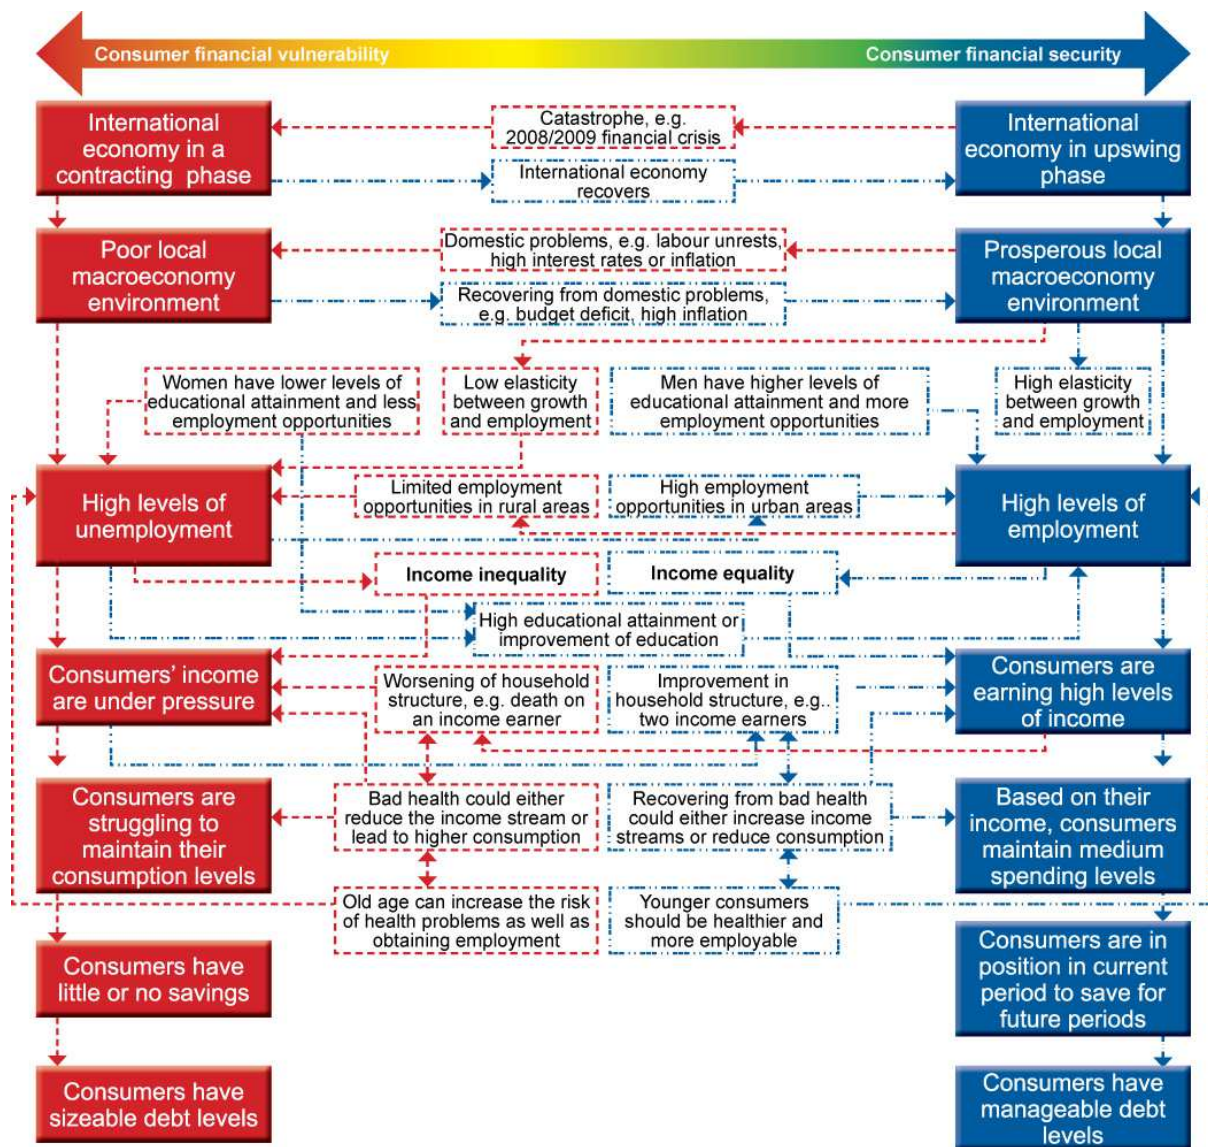 Consumer financial vulnerability
Consumer financial security
International
economy in a
contracting phase
Catastrophe, e.g.
2008/2009 financial crisis
International economy
recovers
International
economy in upswing
phase
Poor local
macroeconomy
environment
Domestic problems, e.g. labour unrests,
high interest rates or inflation
Recovering from domestic problems,
e.g. budget deficit, high inflation
Prosperous local
macroeconomy
environment
Women have lower levels of
educational attainment and less
employment opportunities
Low elasticity
between growth
and employment
Men have higher levels of
educational attainment and more
employment opportunities
High elasticity
between growth
and employment
High levels of
unemployment
Limited employment
opportunities in rural areas
High employment
opportunities in urban areas
High levels of
employment
Income inequality
Income equality
High educational attainment or
improvement of education
Consumers' income
are under pressure
Worsening of household
structure, e.g. death on
an income earner
Improvement in
household structure, e.g..
two income earners
Consumers are
earning high levels
of income
Consumers are
struggling to
maintain their
consumption levels
Bad health could either
reduce the income stream or
lead to higher consumption
Recovering from bad health
could either increase income
streams or reduce consumption
Based on their
income, consumers
maintain medium
spending levels
Old age can increase the risk
of health problems as well as
obtaining employment
Younger consumers
should be healthier and
more employable
Consumers have
little or no savings
Consumers are in
position in current
period to save for
future periods
Consumers have
sizeable debt levels
Consumers have
manageable debt
levels